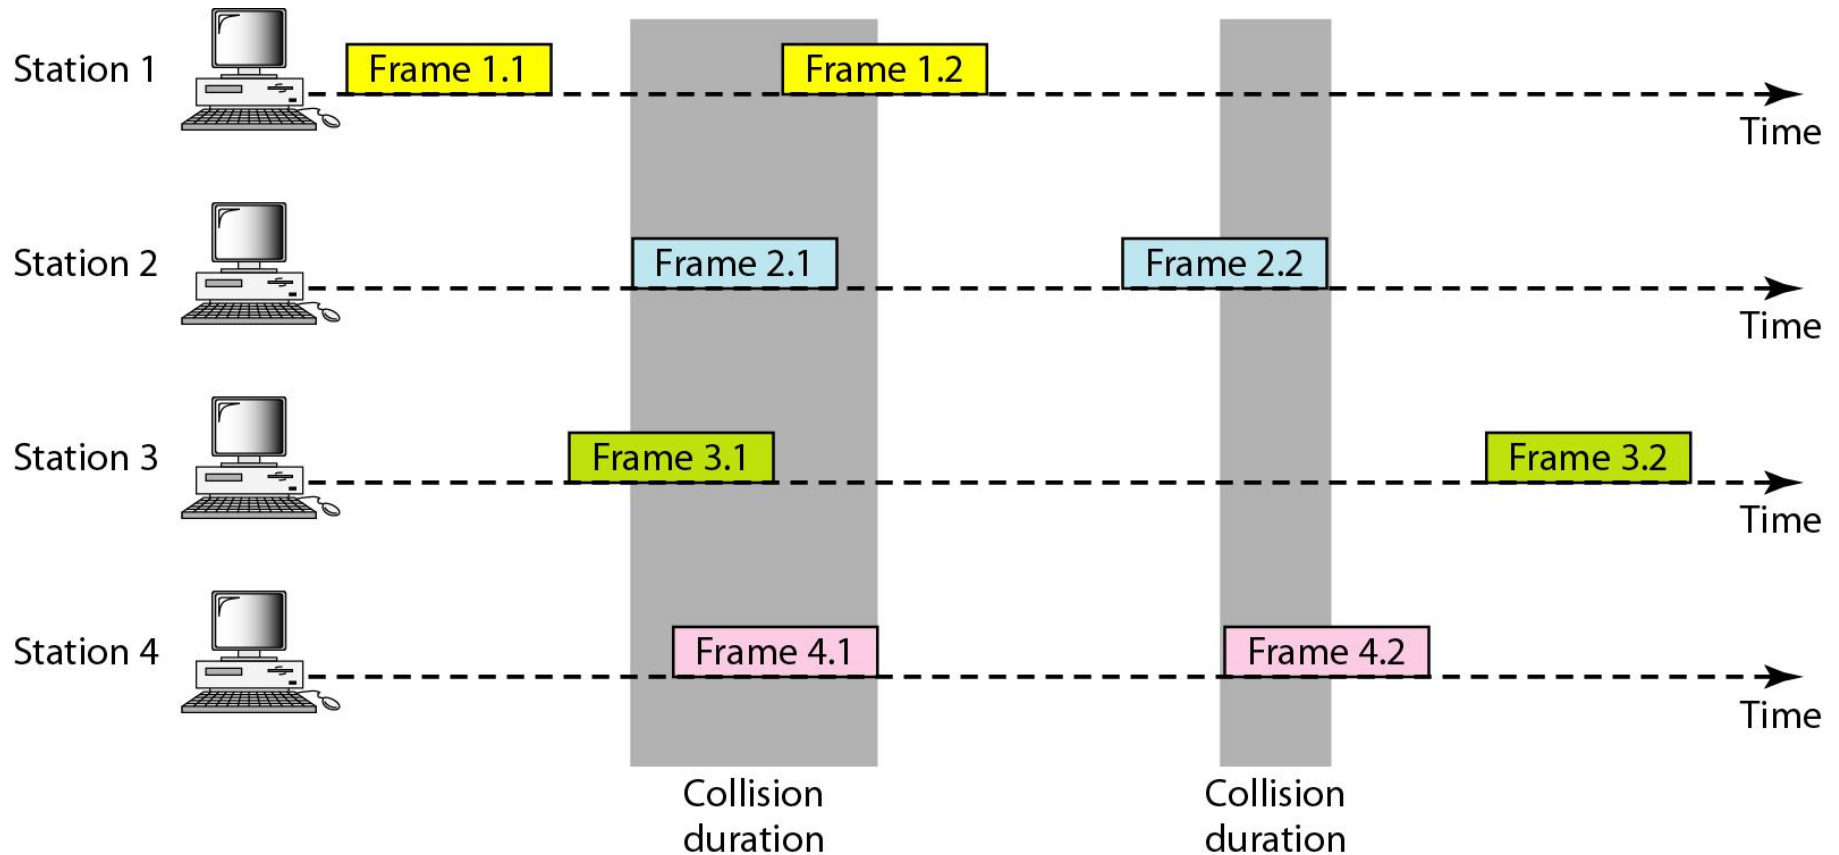 Station 1
Frame 1.1
Frame 1.2
Time
Station 2
Frame 2.1
Frame 2.2
Time
Station 3
Frame 3.1
Frame 3.2
Time
Station 4
Frame 4.1
Frame 4.2
Time
Collision
duration
Collision
duration